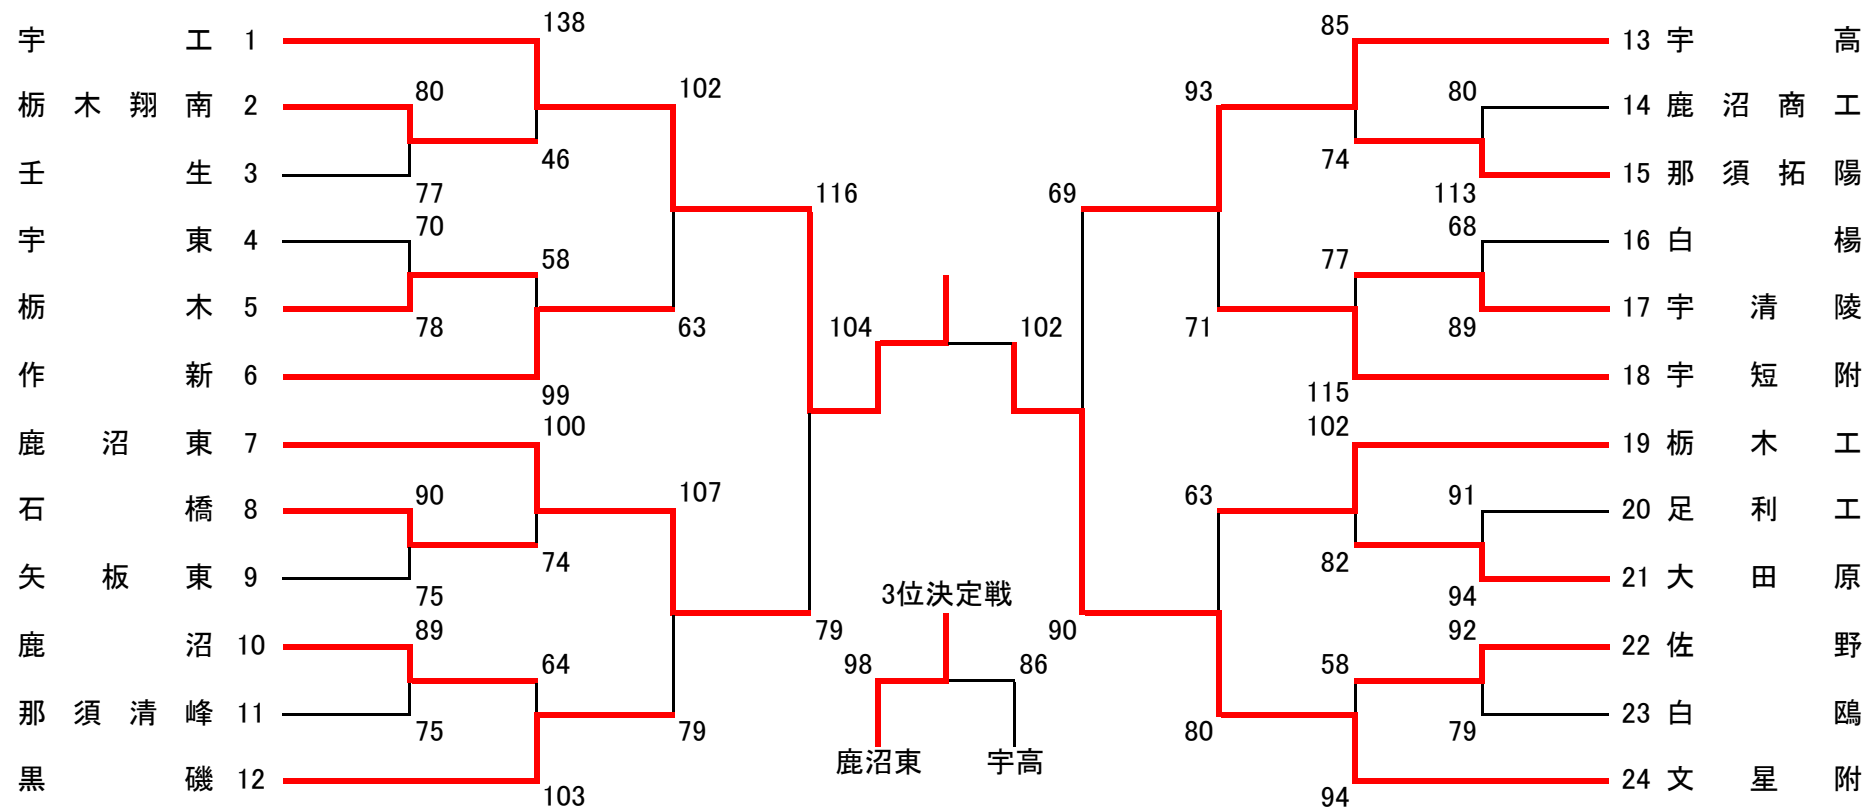 138
85
宇工 1
13 宇高
80
102
93
80
栃木翔南 2
14 鹿沼商工
46
74
壬生 3
15 那須拓陽
77
116
69
113
70
68
宇東 4
16 白楊
58
77
栃木 5
17 宇清陵
78
63
104
102
71
89
作新 6
18 宇短附
99
115
100
102
鹿沼東 7
19 栃木工
90
107
63
91
石橋 8
20 足利工
74
82
矢板東 9
21 大田原
75
3位決定戦
94
89
79
90
92
鹿沼 10
22 佐野
64
98
86
58
那須清峰 11
23 白鴎
75
79
80
79
鹿沼東
宇高
黒磯 12
24 文星附
103
94